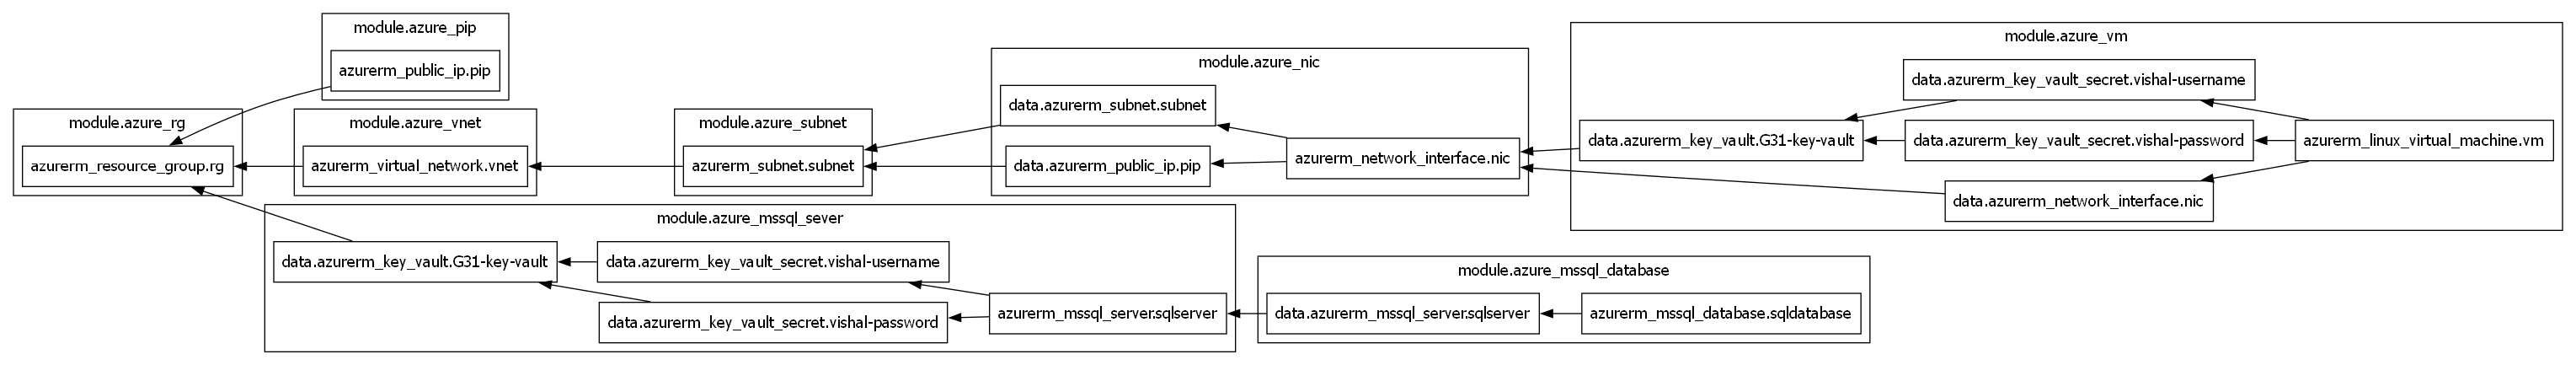 module.azure_pip
azurerm_public_ip.pip
module.azure_rg
azurerm_resource_group.rg
module.azure_vnet
azurerm_virtual_network.vnet
module.azure_subnet
azurerm_subnet.subnet
module.azure_nic
data.azurerm_subnet.subnet
data.azurerm_public_ip.pip
azurerm_network_interface.nic
module.azure_vm
data.azurerm_key_vault_secret.vishal-username
data.azurerm_key_vault.G31-key-vault
data.azurerm_key_vault_secret.vishal-password
azurerm_linux_virtual_machine.vm
data.azurerm_network_interface.nic
module.azure_mssql_sever
data.azurerm_key_vault.G31-key-vault
data.azurerm_key_vault_secret.vishal-username
data.azurerm_key_vault_secret.vishal-password
azurerm_mssql_server.sqlserver
module.azure_mssql_database
data.azurerm_mssql_server.sqlserver
azurerm_mssql_database.sqldatabase